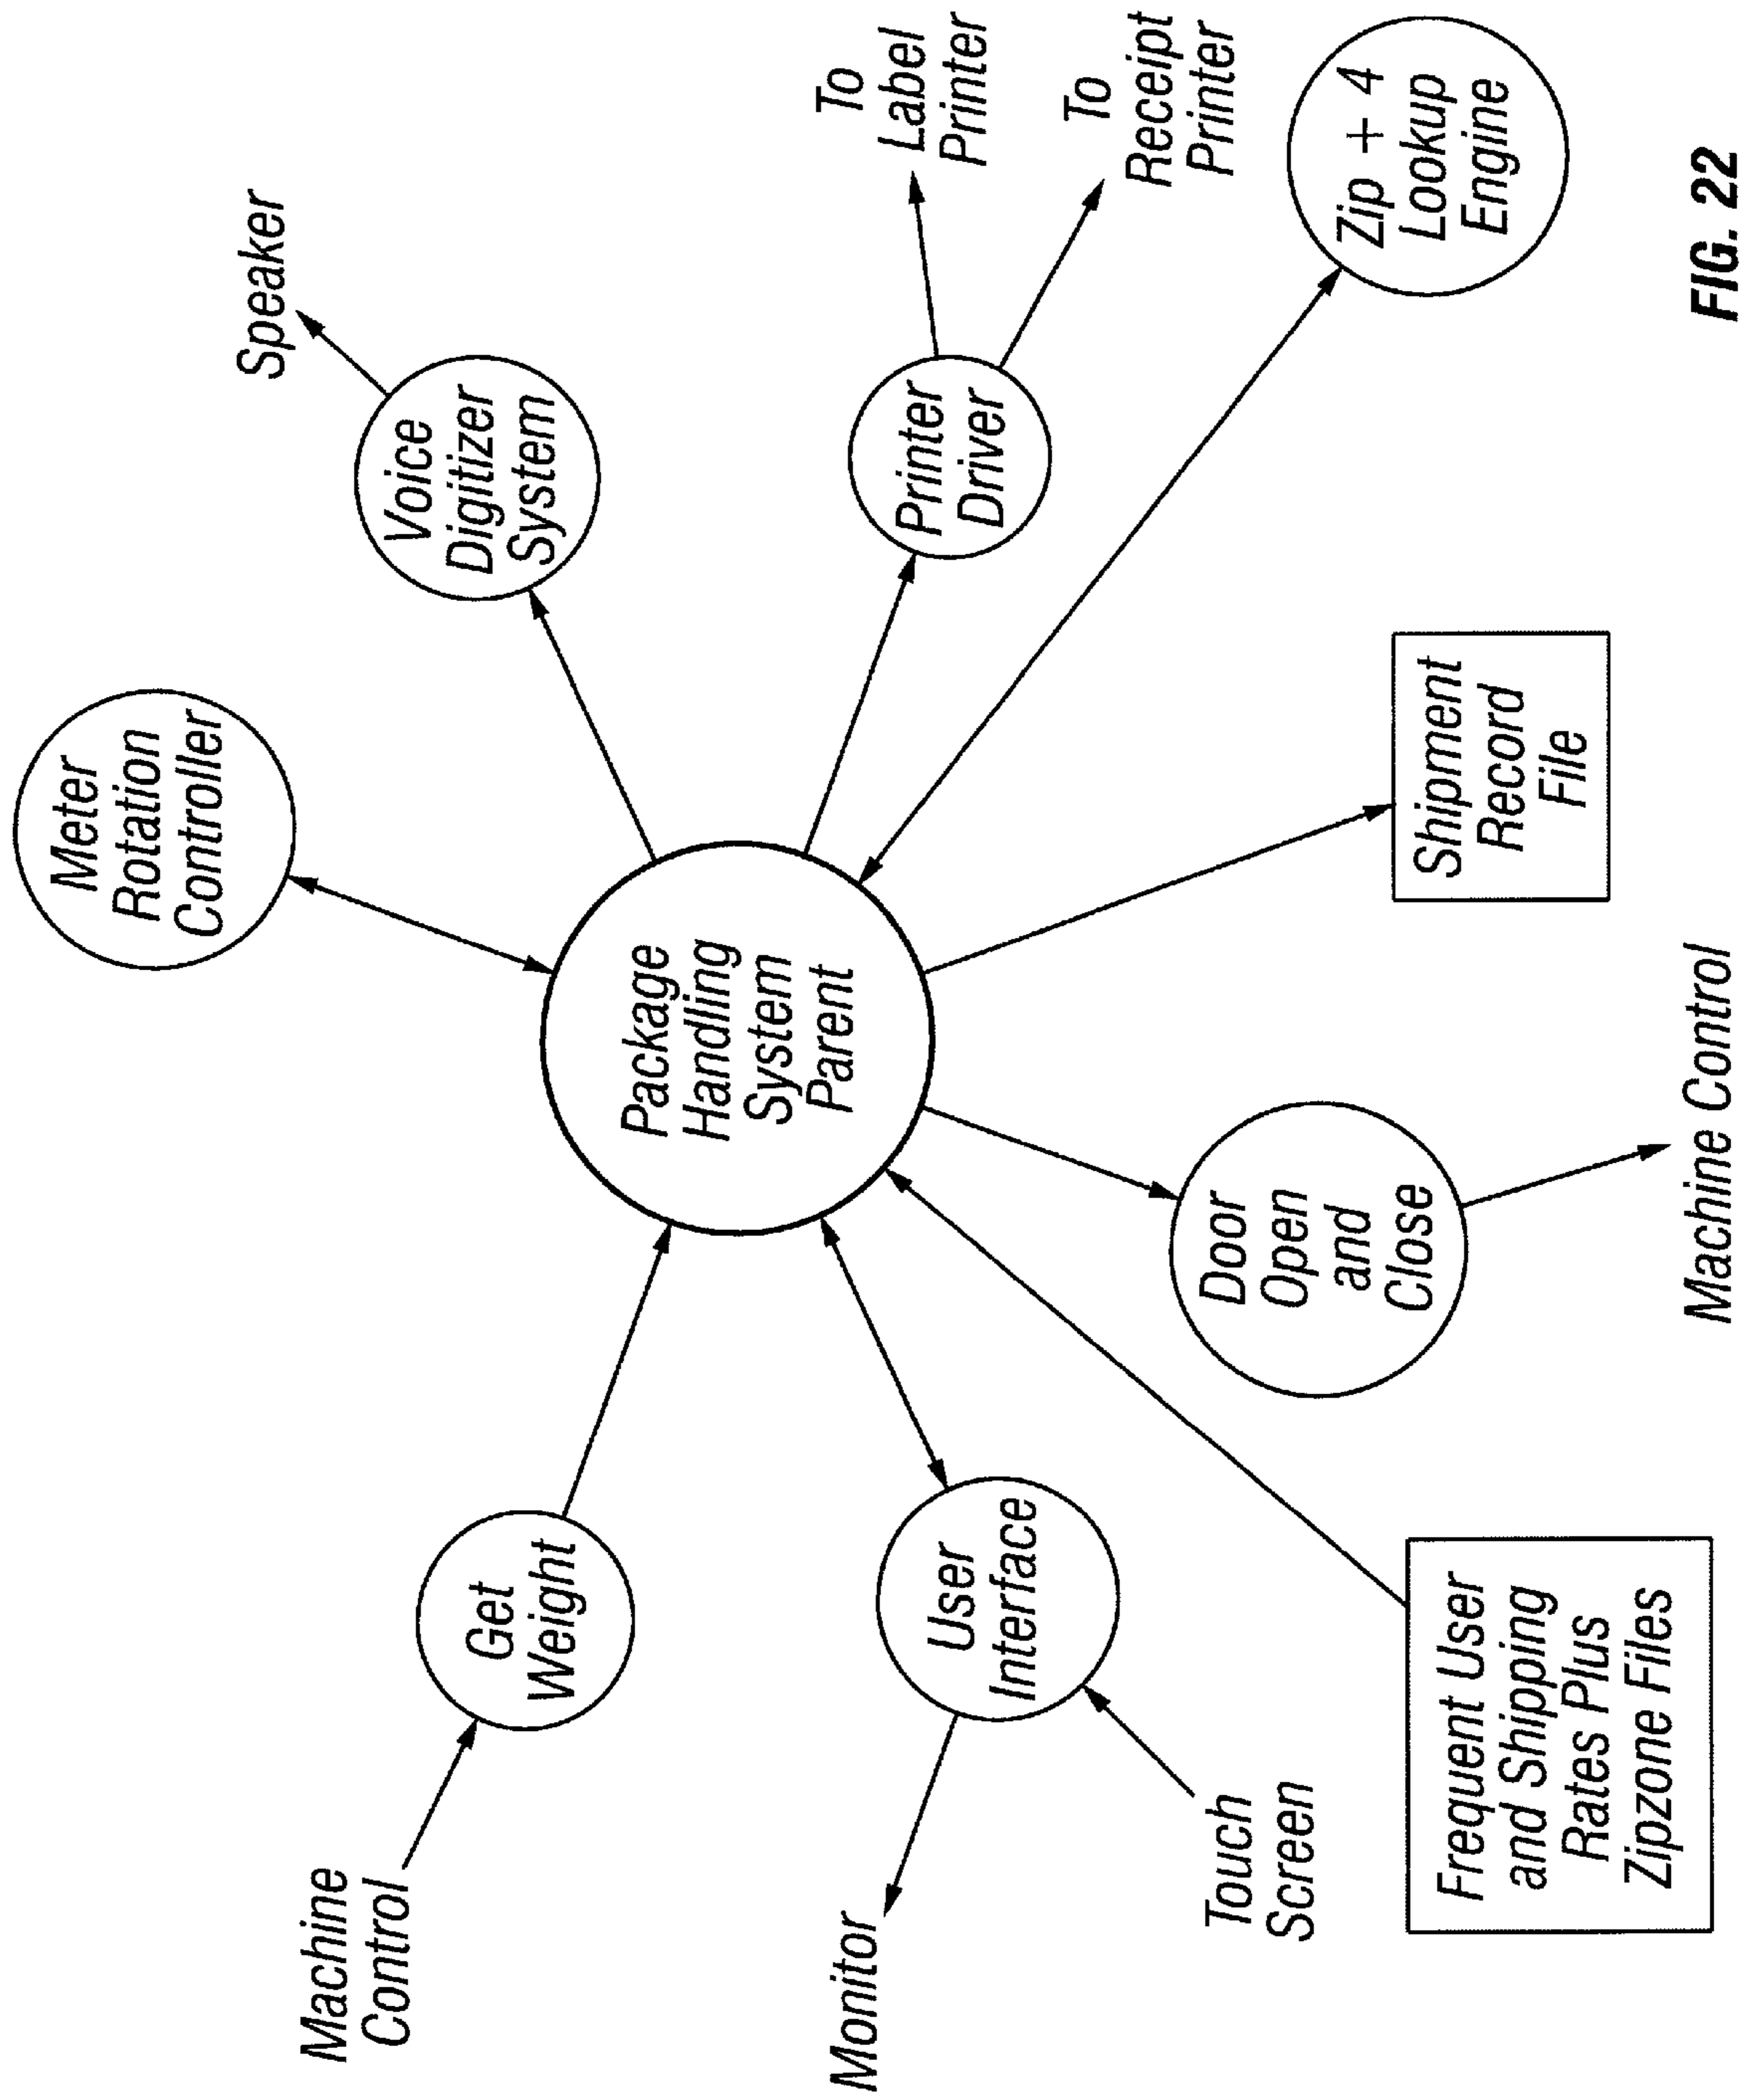 Meter
Rotation
Controller
Speaker
Voice
Digitizer
System
Machine
Control
Get
Weight
Package
Handling
System
Parent
To
Label
Printer
Printer
Driver
To
Receipt
Printer
Monitor
User
Interface
Touch
Screen
Door
Open
and
Close
Zip + 4
Lookup
Engine
Shipment
Record
File
Frequent User
and Shipping
Rates Plus
Zipzone Files
Machine Control
FIG. 22